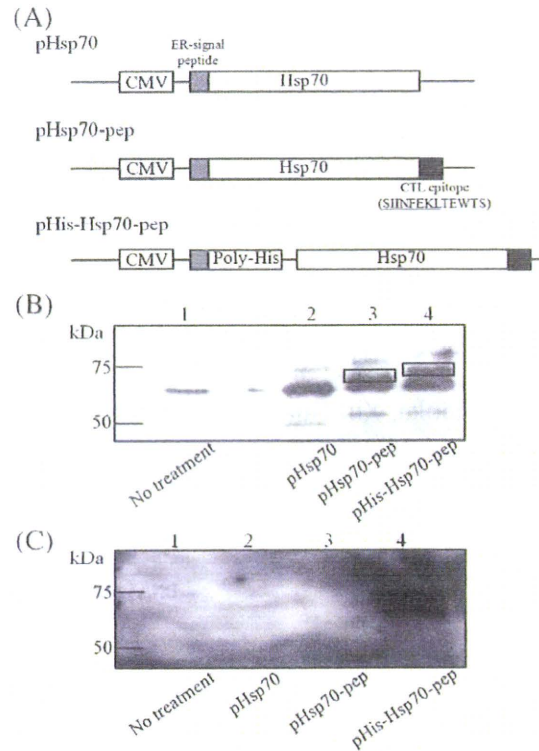 (A)
pHsp70
ER-signal
peptide
CMV
Hsp70
pHsp70-pep
CMV
Hsp70
CTL epitope
(SIINFEKLTEWTS)
pHis-Hsp70-pep
CMV
Poly-His
Hsp70
(B)
kDa
1 2 3 4
75
50
No treatment
pHsp70
pHsp70-pep
pHis-Hsp70-pep
(C)
kDa
1 2 3 4
75
50
No treatment
pHsp70
pHsp70-pep
pHis-Hsp70-pep